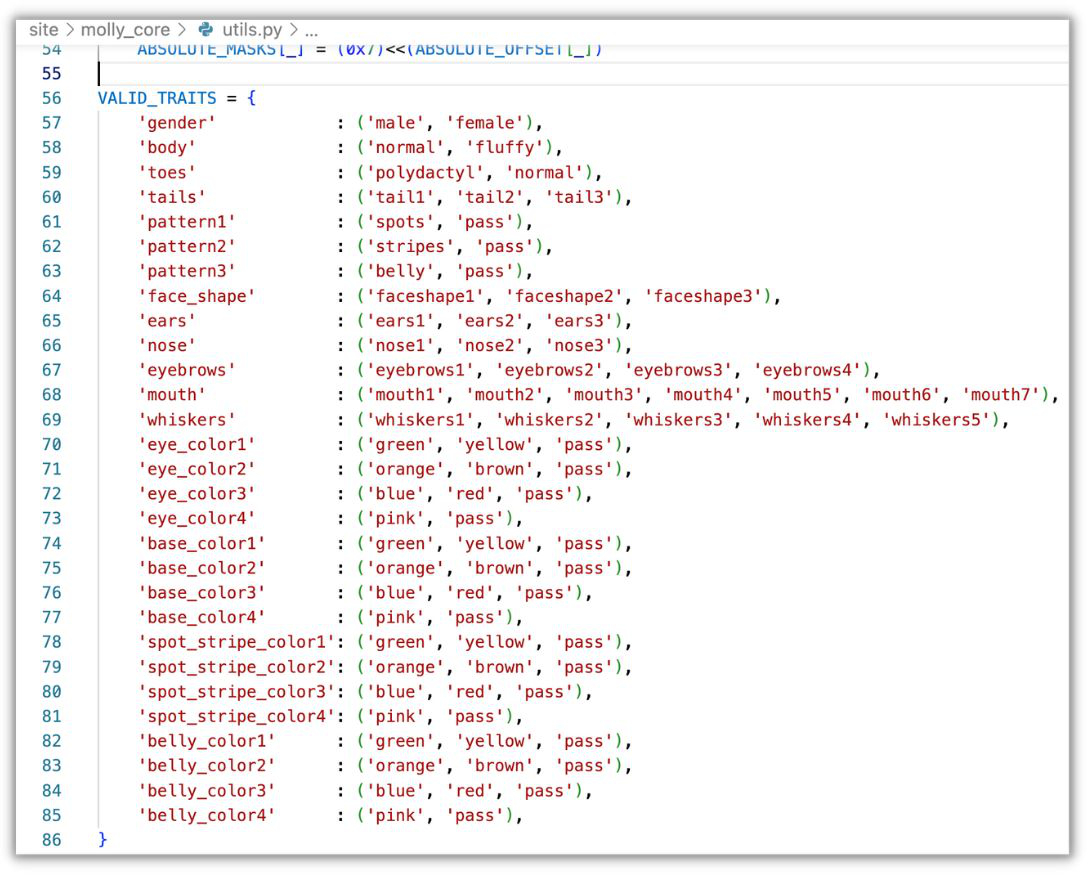 site > molly_core > utils.py > ...
54 ABSOLUTE_MASKS[_] = (0x7)<<(ABSOLUTE_OFFSET[_])
55
56 VALID_TRAITS = {
57 'gender' : ('male', 'female'),
58 'body' : ('normal', 'fluffy'),
59 'toes' : ('polydactyl', 'normal'),
60 'tails' : ('tail1', 'tail2', 'tail3'),
61 'pattern1' : ('spots', 'pass'),
62 'pattern2' : ('stripes', 'pass'),
63 'pattern3' : ('belly', 'pass'),
64 'face_shape' : ('faceshape1', 'faceshape2', 'faceshape3'),
65 'ears' : ('ears1', 'ears2', 'ears3'),
66 'nose' : ('nose1', 'nose2', 'nose3'),
67 'eyebrows' : ('eyebrows1', 'eyebrows2', 'eyebrows3', 'eyebrows4'),
68 'mouth' : ('mouth1', 'mouth2', 'mouth3', 'mouth4', 'mouth5', 'mouth6', 'mouth7'),
69 'whiskers' : ('whiskers1', 'whiskers2', 'whiskers3', 'whiskers4', 'whiskers5'),
70 'eye_color1' : ('green', 'yellow', 'pass'),
71 'eye_color2' : ('orange', 'brown', 'pass'),
72 'eye_color3' : ('blue', 'red', 'pass'),
73 'eye_color4' : ('pink', 'pass'),
74 'base_color1' : ('green', 'yellow', 'pass'),
75 'base_color2' : ('orange', 'brown', 'pass'),
76 'base_color3' : ('blue', 'red', 'pass'),
77 'base_color4' : ('pink', 'pass'),
78 'spot_stripe_color1': ('green', 'yellow', 'pass'),
79 'spot_stripe_color2': ('orange', 'brown', 'pass'),
80 'spot_stripe_color3': ('blue', 'red', 'pass'),
81 'spot_stripe_color4': ('pink', 'pass'),
82 'belly_color1' : ('green', 'yellow', 'pass'),
83 'belly_color2' : ('orange', 'brown', 'pass'),
84 'belly_color3' : ('blue', 'red', 'pass'),
85 'belly_color4' : ('pink', 'pass'),
86 }